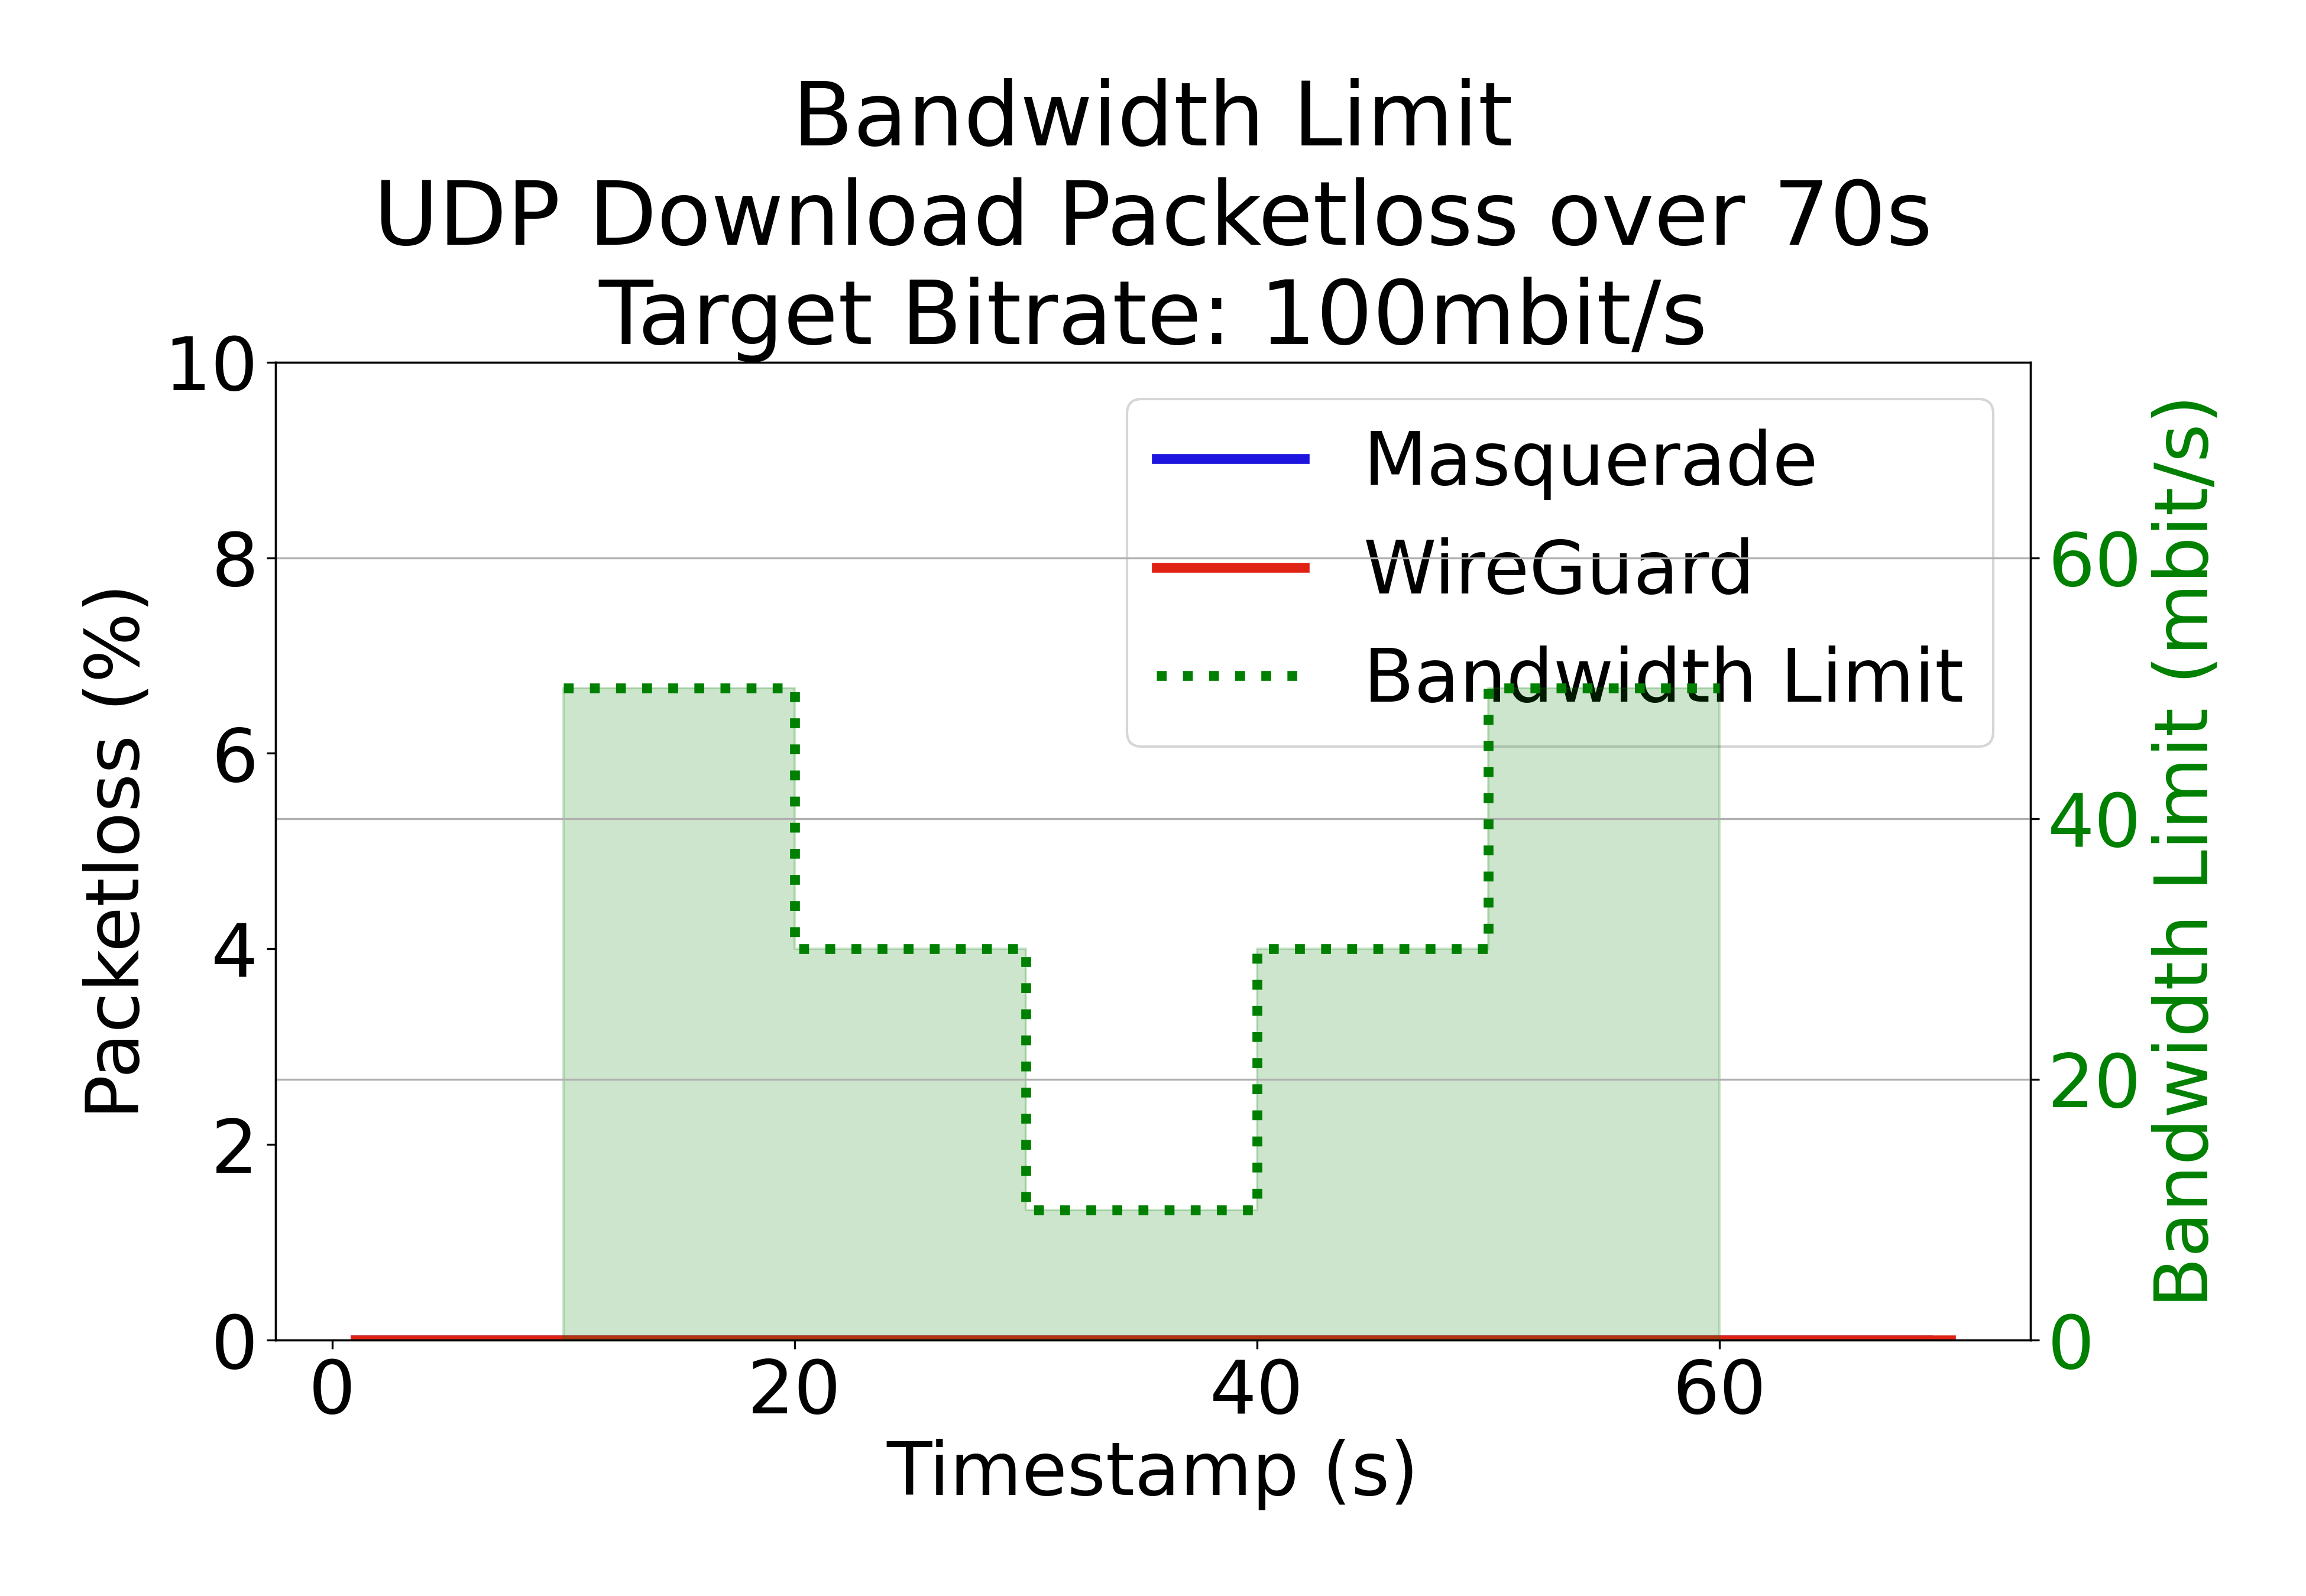 Bandwidth Limit
UDP Download Packetloss over 70s
Target Bitrate: 100mbit/s
Packetloss (%)
10
8
6
4
2
0
Masquerade
WireGuard
Bandwidth Limit
60
40
20
0
Bandwidth Limit (mbit/s)
0 20 40 60
Timestamp (s)